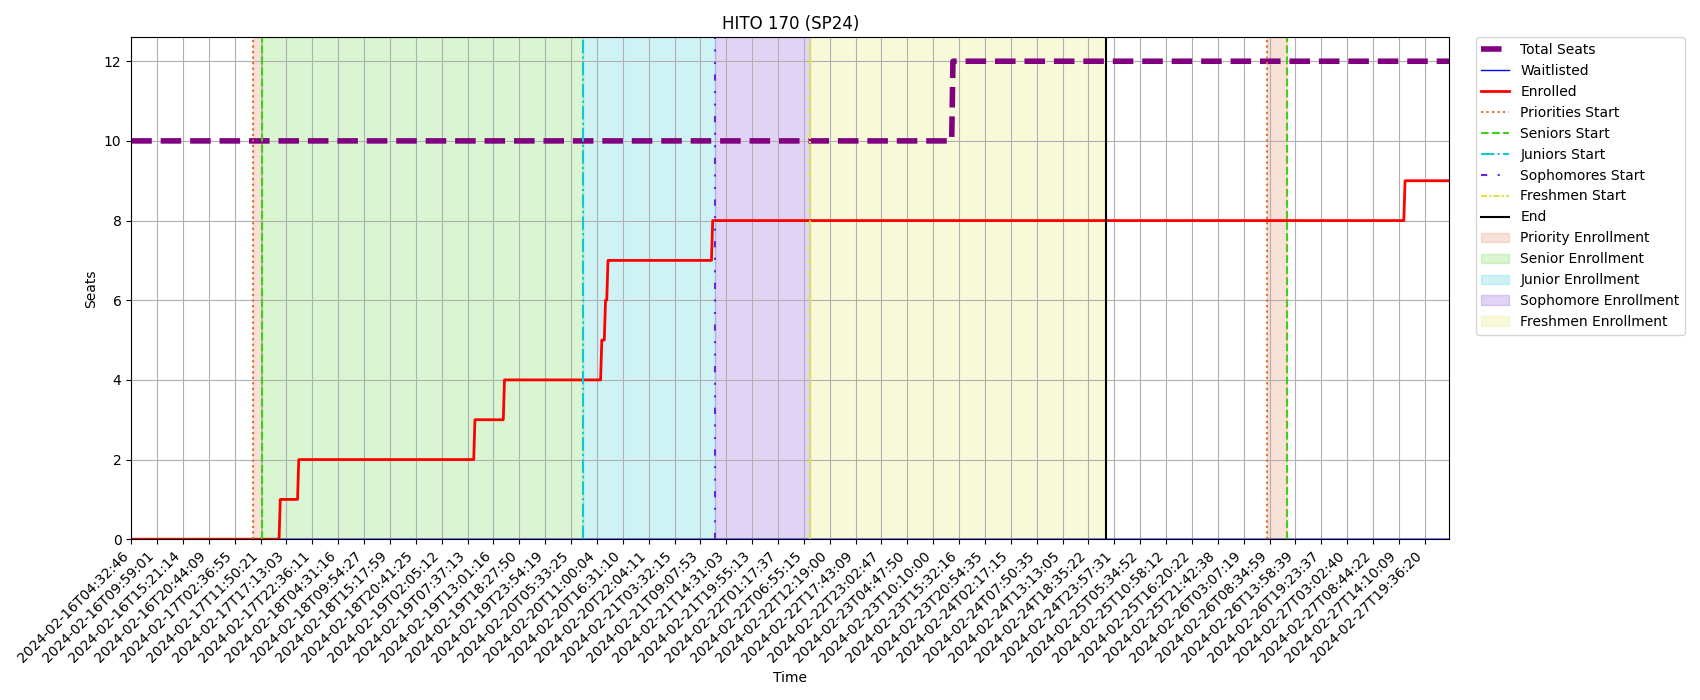 HITO 170 (SP24)
Seats
12
10
8
6
4
2
0
2024-02-16T04:32:46
2024-02-16T09:59:01
2024-02-16T15:21:14
2024-02-16T20:44:09
2024-02-17T02:36:55
2024-02-17T11:50:21
2024-02-17T17:13:03
2024-02-17T22:36:11
2024-02-18T04:31:16
2024-02-18T09:54:27
2024-02-18T15:17:59
2024-02-18T20:41:25
2024-02-19T02:05:12
2024-02-19T07:37:13
2024-02-19T13:01:16
2024-02-19T18:27:50
2024-02-19T23:54:19
2024-02-20T05:33:25
2024-02-20T11:00:04
2024-02-20T16:31:10
2024-02-20T22:04:11
2024-02-21T03:32:15
2024-02-21T09:07:53
2024-02-21T14:31:03
2024-02-21T19:55:13
2024-02-22T01:17:37
2024-02-22T06:55:15
2024-02-22T12:19:00
2024-02-22T17:43:09
2024-02-22T23:02:47
2024-02-23T04:47:50
2024-02-23T10:10:00
2024-02-23T15:32:16
2024-02-23T20:54:35
2024-02-24T02:17:15
2024-02-24T07:50:35
2024-02-24T13:13:05
2024-02-24T18:35:22
2024-02-24T23:57:31
2024-02-25T05:34:52
2024-02-25T10:58:12
2024-02-25T16:20:22
2024-02-25T21:42:38
2024-02-26T03:07:19
2024-02-26T08:34:59
2024-02-26T13:58:39
2024-02-26T19:23:37
2024-02-27T03:02:40
2024-02-27T08:44:22
2024-02-27T14:10:09
2024-02-27T19:36:20
Time
Total Seats
Waitlisted
Enrolled
Priorities Start
Seniors Start
Juniors Start
Sophomores Start
Freshmen Start
End
Priority Enrollment
Senior Enrollment
Junior Enrollment
Sophomore Enrollment
Freshmen Enrollment